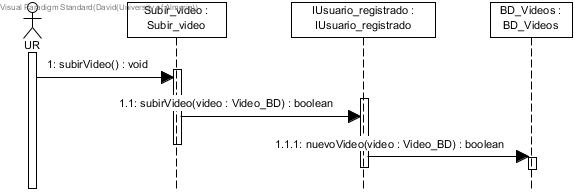 Visual Paradigm Standard(David(University of Almeria))
Subir_video :
Subir_video
IUsuario_registrado :
IUsuario_registrado
BD_Videos :
BD_Videos
UR
1: subirVideo() : void
1.1: subirVideo(video : Video_BD) : boolean
1.1.1: nuevoVideo(video : Video_BD) : boolean